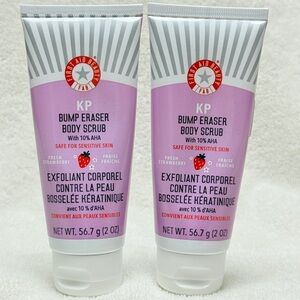 FIRST AID BEAUTY
FAB
KP
BUMP ERASER
BODY SCRUB
With 10% AHA
SAFE FOR SENSITIVE SKIN
FRESH STRAWBERRY
FRAISE FRAÎCHE
EXFOLIANT CORPOREL
CONTRE LA PEAU
BOSSELÉE KÉRATINIQUE
avec 10 % d'AHA
CONVIENT AUX PEAUX SENSIBLES
NET WT. 56.7 g (2 OZ)
FIRST AID BEAUTY
FAB
KP
BUMP ERASER
BODY SCRUB
With 10% AHA
SAFE FOR SENSITIVE SKIN
FRESH STRAWBERRY
FRAISE FRAÎCHE
EXFOLIANT CORPOREL
CONTRE LA PEAU
BOSSELÉE KÉRATINIQUE
avec 10 % d'AHA
CONVIENT AUX PEAUX SENSIBLES
NET WT. 56.7 g (2 OZ)